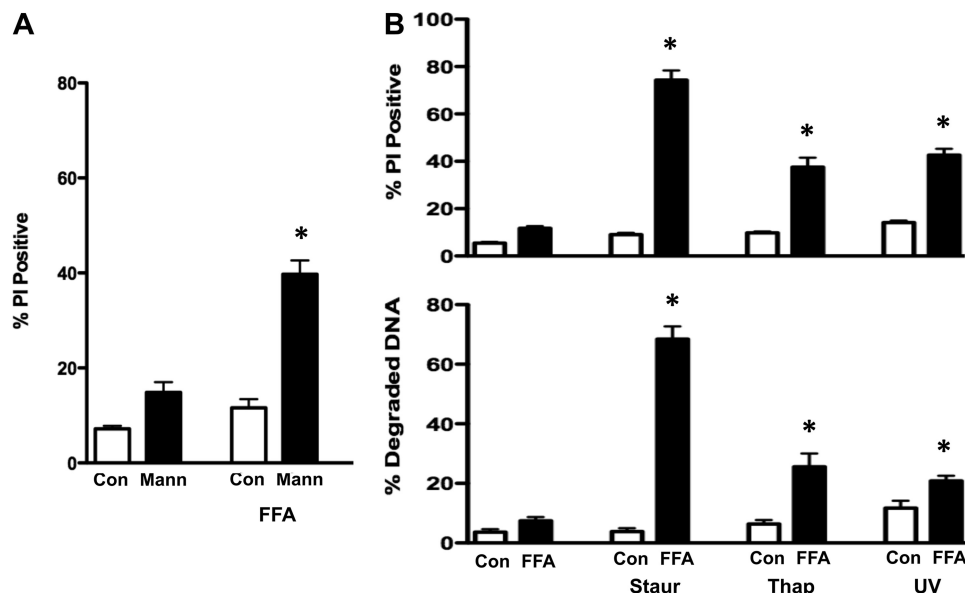 A
% PI Positive
80
60
40
20
0
*
Con Mann Con Mann
FFA
B
% PI Positive
100
80
60
40
20
0
* * *
% Degraded DNA
80
60
40
20
0
* * *
Con FFA Con FFA Con FFA Con FFA
Staur Thap UV